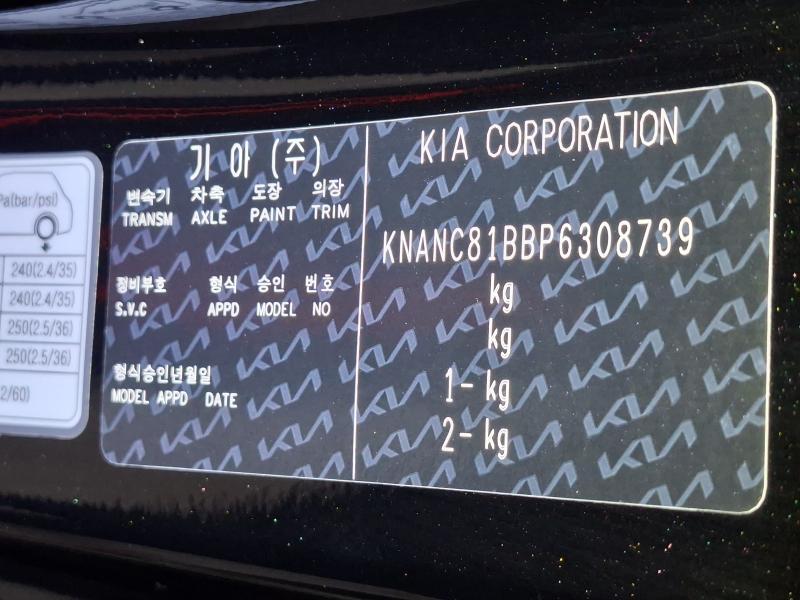 Pa(bar/psi)
240(2.4/35)
240(2.4/35)
250(2.5/36)
250(2.5/36)
2/60)
기아(주)
변속기 차축 도장 의장
TRANSM AXLE PAINT TRIM
정비부호 형식 승인 번호
S.V.C APPD MODEL NO
형식승인년월일
MODEL APPD DATE
KIA CORPORATION
KNANC81BBP6308739
kg
kg
1- kg
2- kg